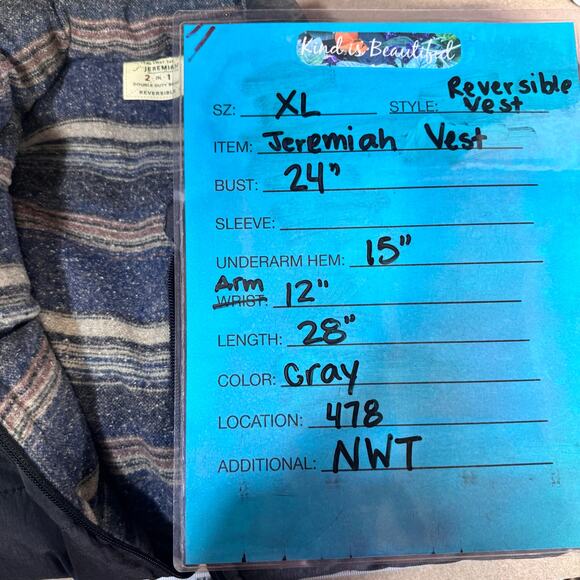 JEREMIAH
2-IN-1
REVERSIBLE
Kind is Beautiful
SZ: XL STYLE: Reversible Vest
ITEM: Jeremiah Vest
BUST: 24"
SLEEVE:
UNDERARM HEM: 15"
Arm
WRIST: 12"
LENGTH: 28"
COLOR: Gray
LOCATION: 478
ADDITIONAL: NWT